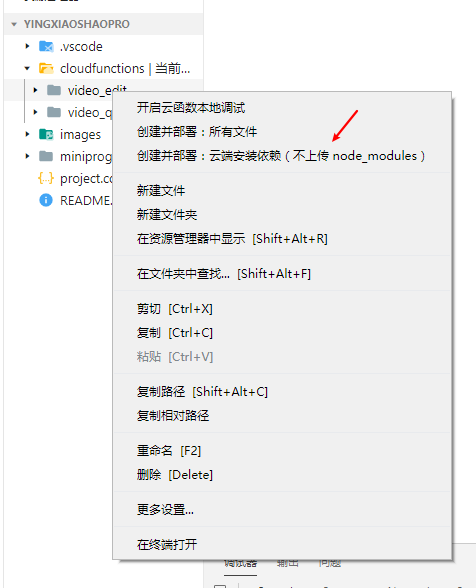 YINGXIAOSHAOPRO
.vscode
cloudfunctions | 当前...
video_edit
开启云函数本地调试
video_q
创建并部署：所有文件
images
创建并部署：云端安装依赖（不上传 node_modules）
miniprog
project.co
新建文件
README.
新建文件夹
在资源管理器中显示 [Shift+Alt+R]
在文件夹中查找... [Shift+Alt+F]
剪切 [Ctrl+X]
复制 [Ctrl+C]
粘贴 [Ctrl+V]
复制路径 [Shift+Alt+C]
复制相对路径
重命名 [F2]
删除 [Delete]
更多设置...
在终端打开
调试器 输出 问题